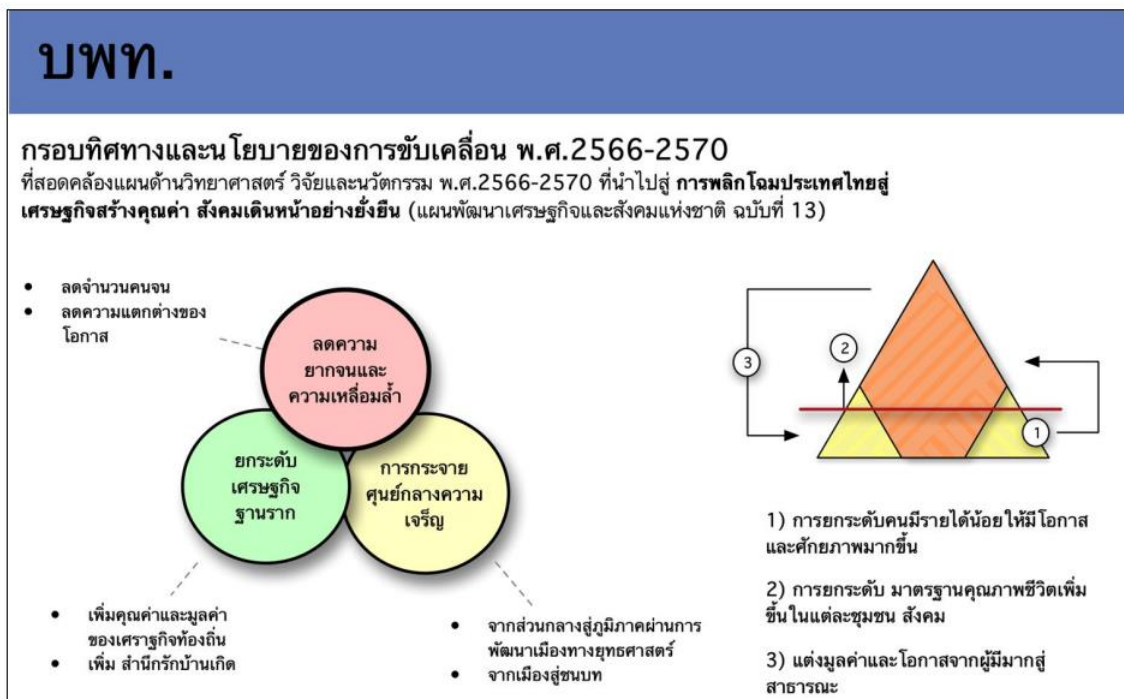 บพท.
กรอบทิศทางและนโยบายของการขับเคลื่อน พ.ศ.2566-2570
ที่สอดคล้องแผนด้านวิทยาศาสตร์ วิจัยและนวัตกรรม พ.ศ.2566-2570 ที่นำไปสู่ การพลิกโฉมประเทศไทยสู่
เศรษฐกิจสร้างคุณค่า สังคมเดินหน้าอย่างยั่งยืน (แผนพัฒนาเศรษฐกิจและสังคมแห่งชาติ ฉบับที่ 13)
• ลดจำนวนคนจน
• ลดความแตกต่างของ
โอกาส
ลดความ
ยากจนและ
ความเหลื่อมล้ำ
ยกระดับ
เศรษฐกิจ
ฐานราก
การกระจาย
ศูนย์กลางความ
เจริญ
• เพิ่มคุณค่าและมูลค่า
ของเศราฐกิจท้องถิ่น
• เพิ่ม สำนึกรักบ้านเกิด
• จากส่วนกลางสู่ภูมิภาคผ่านการ
พัฒนาเมืองทางยุทธศาสตร์
• จากเมืองสู่ชนบท
3
2
1
1) การยกระดับคนมีรายได้น้อยให้มีโอกาส
และศักยภาพมากขึ้น
2) การยกระดับ มาตรฐานคุณภาพชีวิตเพิ่ม
ขึ้นในแต่ละชุมชน สังคม
3) แต่งมูลค่าและโอกาสจากผู้มีมากสู่
สาธารณะ